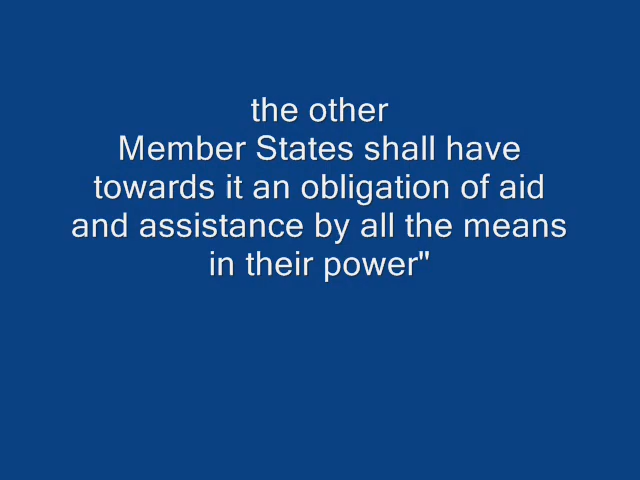 the other
Member States shall have
towards it an obligation of aid
and assistance by all the means
in their power"